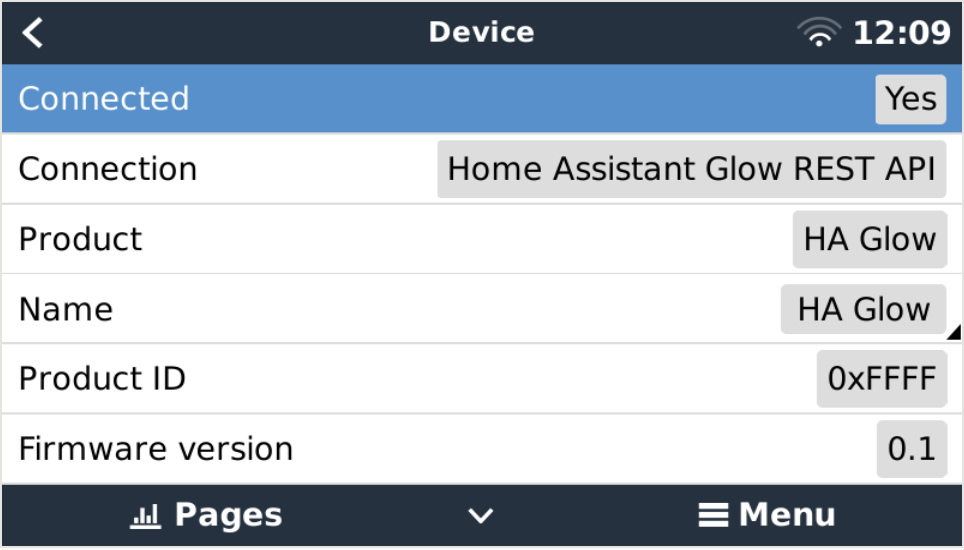 Device 12:09
Connected Yes
Connection Home Assistant Glow REST API
Product HA Glow
Name HA Glow
Product ID 0xFFFF
Firmware version 0.1
Pages Menu